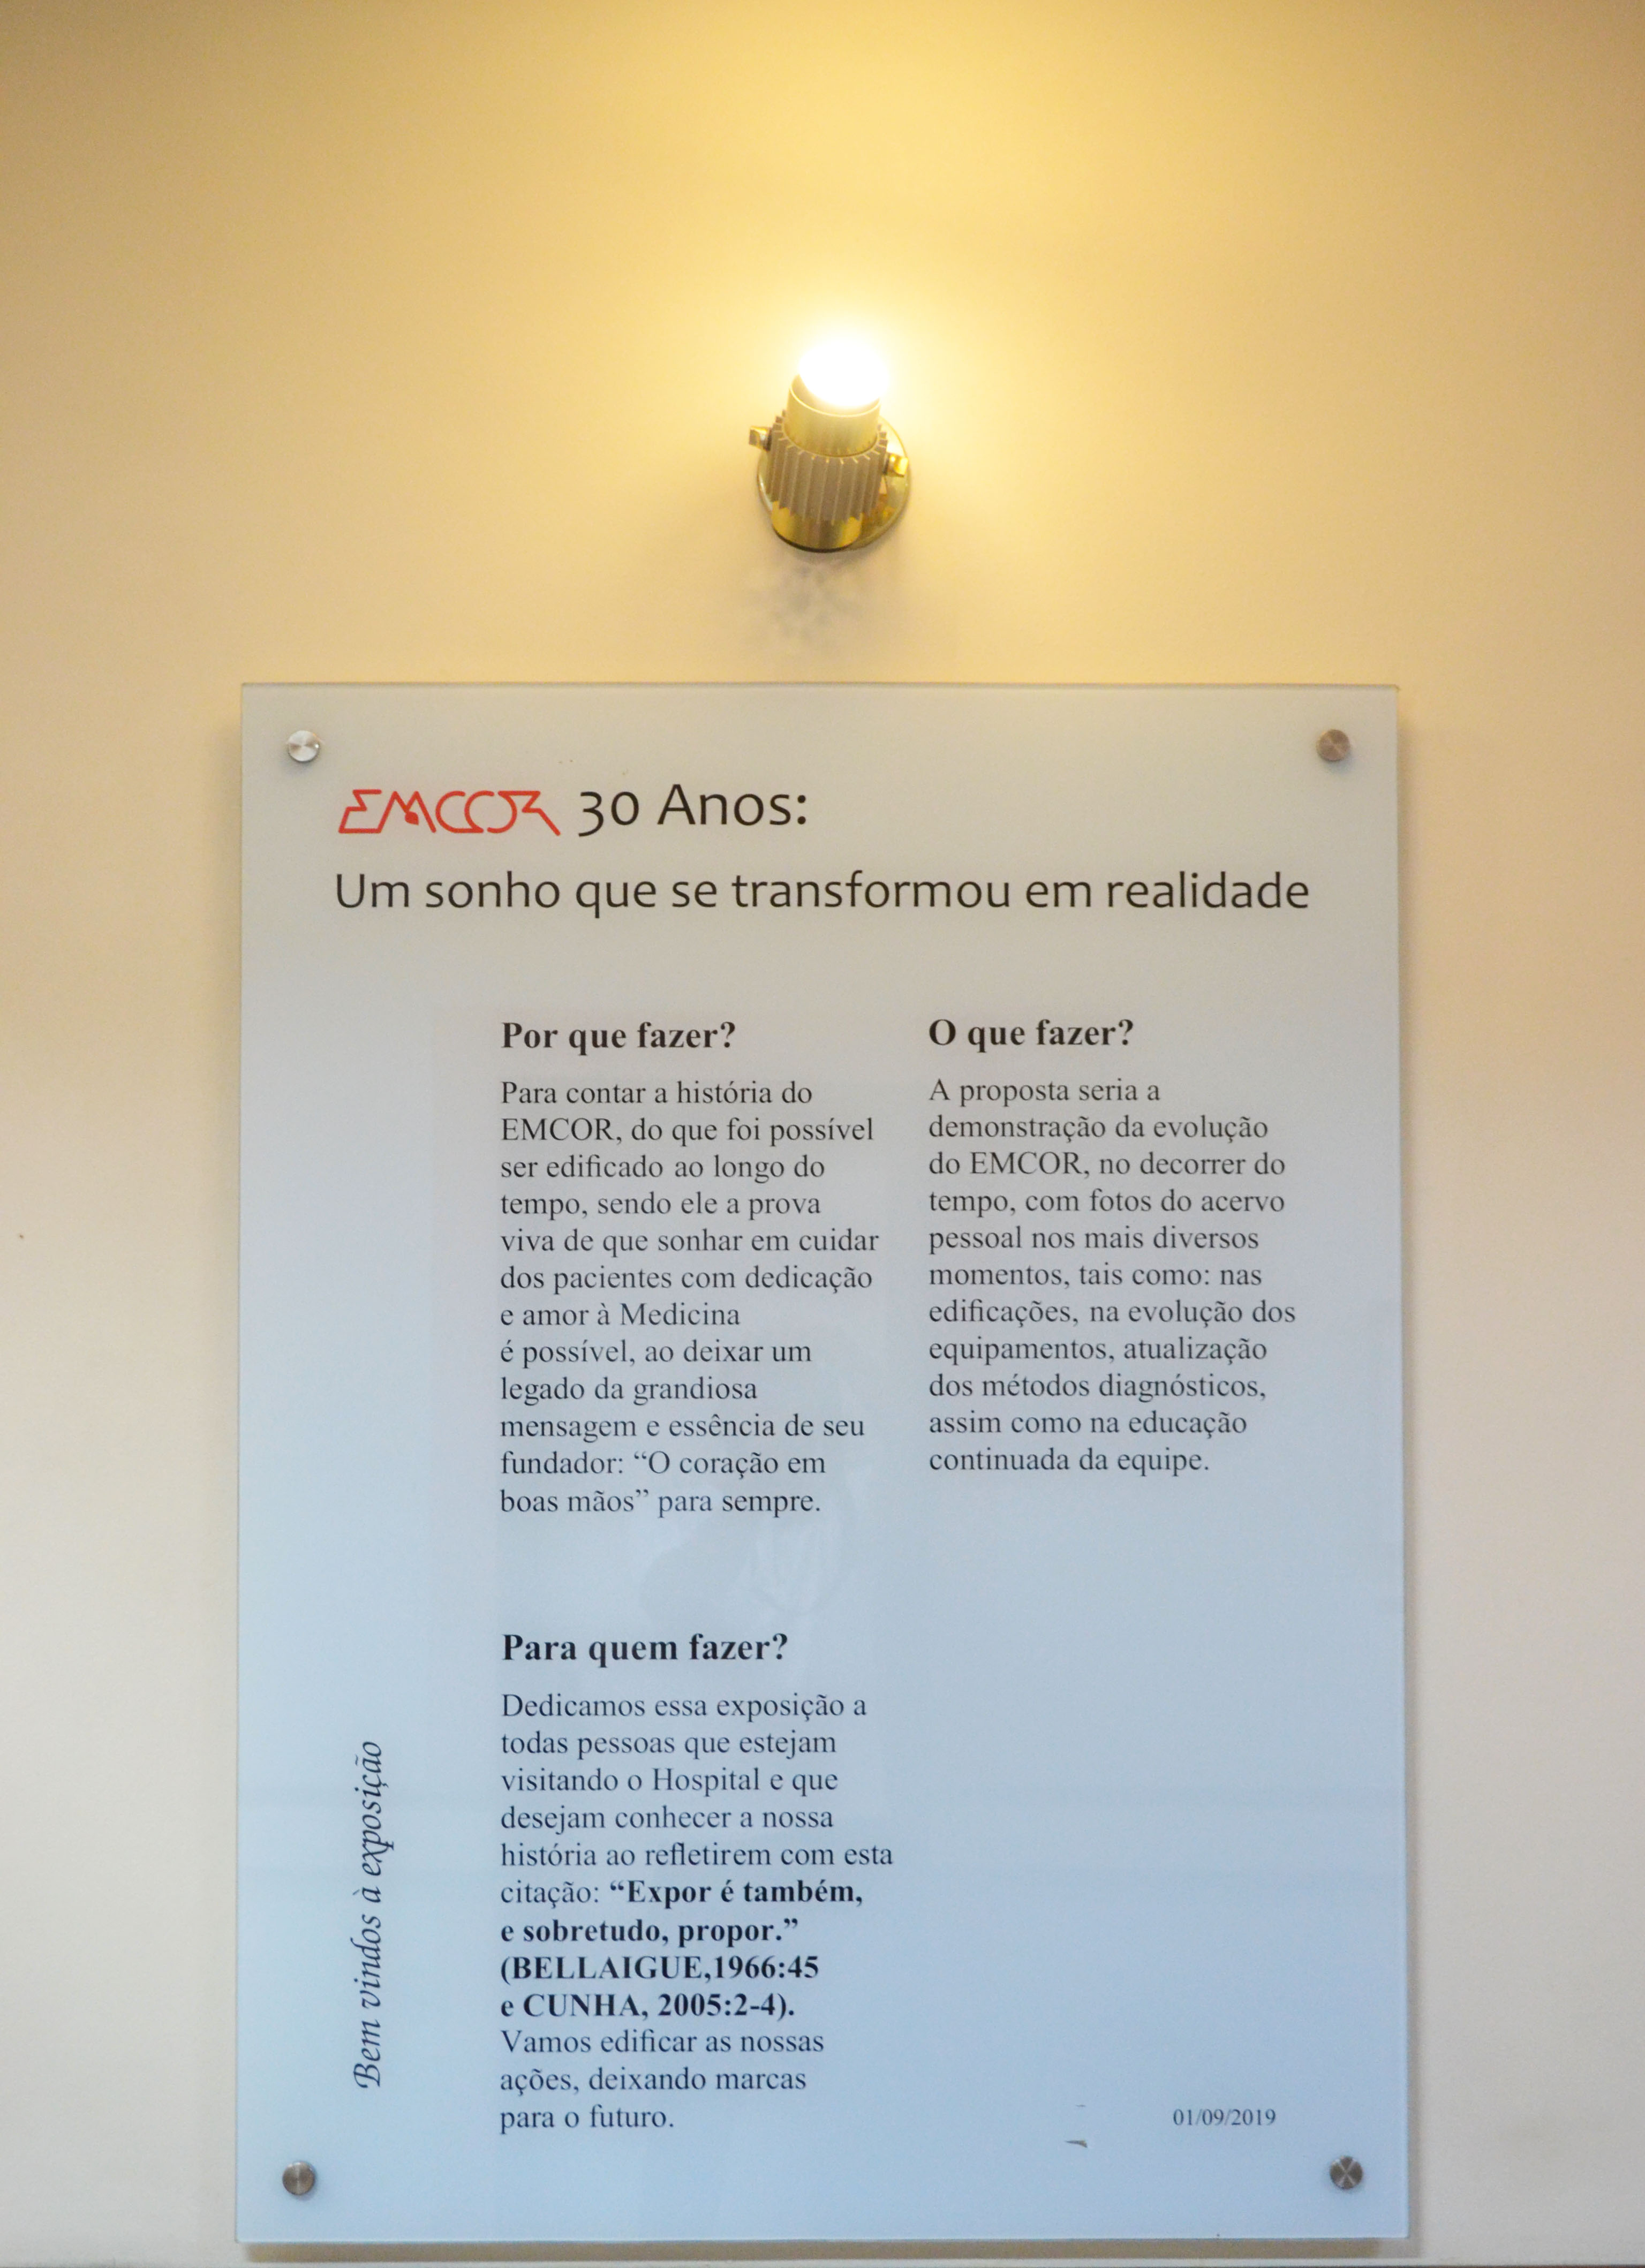 EMCOR 30 Anos:
Um sonho que se transformou em realidade
Por que fazer?
Para contar a história do
EMCOR, do que foi possível
ser edificado ao longo do
tempo, sendo ele a prova
viva de que sonhar em cuidar
dos pacientes com dedicação
e amor à Medicina
é possível, ao deixar um
legado da grandiosa
mensagem e essência de seu
fundador: “O coração em
boas mãos” para sempre.
O que fazer?
A proposta seria a
demonstração da evolução
do EMCOR, no decorrer do
tempo, com fotos do acervo
pessoal nos mais diversos
momentos, tais como: nas
edificações, na evolução dos
equipamentos, atualização
dos métodos diagnósticos,
assim como na educação
continuada da equipe.
Para quem fazer?
Dedicamos essa exposição a
todas pessoas que estejam
visitando o Hospital e que
desejam conhecer a nossa
história ao refletirem com esta
citação: “Expor é também,
e sobretudo, propor.”
(BELLAIGUE,1966:45
e CUNHA, 2005:2-4).
Vamos edificar as nossas
ações, deixando marcas
para o futuro.
Bem vindos à exposição
01/09/2019